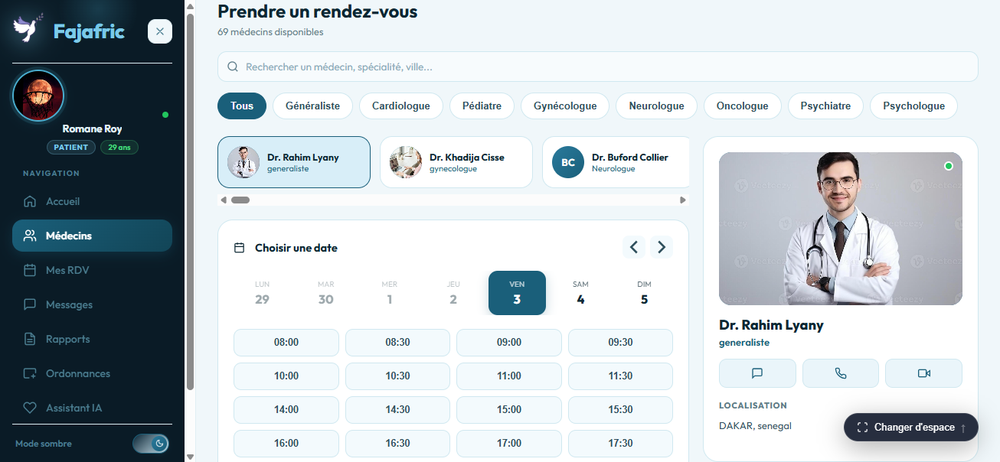 Fajafric
Romane Roy
PATIENT
29 ans
NAVIGATION
Accueil
Médecins
Mes RDV
Messages
Rapports
Ordonnances
Assistant IA
Mode sombre
Prendre un rendez-vous
69 médecins disponibles
Rechercher un médecin, spécialité, ville...
Tous Généraliste Cardiologue Pédiatre Gynécologue Neurologue Oncologue Psychiatre Psychologue
Dr. Rahim Lyany
generaliste
Dr. Khadija Cisse
gynecologue
BC
Dr. Buford Collier
Neurologue
Choisir une date
LUN MAR MER JEU VEN SAM DIM
29 30 1 2 3 4 5
08:00 08:30 09:00 09:30
10:00 10:30 11:00 11:30
14:00 14:30 15:00 15:30
16:00 16:30 17:00 17:30
Vecteezy
Dr. Rahim Lyany
generaliste
LOCALISATION
DAKAR, senegal
Changer d'espace ↑